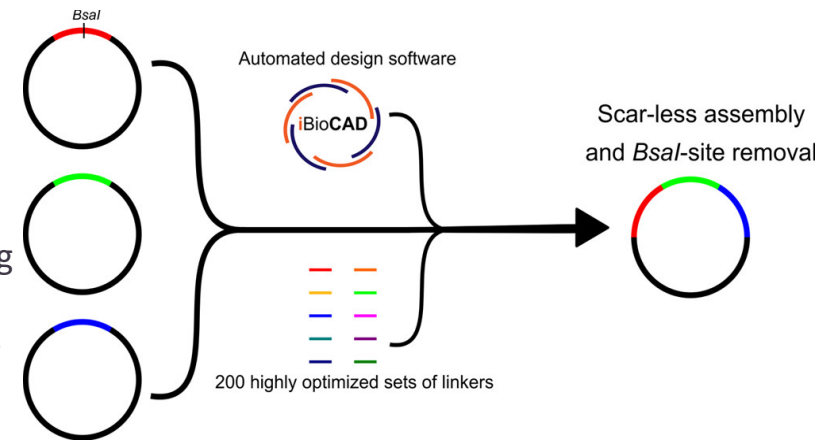 BsaI
Automated design software
iBioCAD
Scar-less assembly
and BsaI-site removal
200 highly optimized sets of linkers